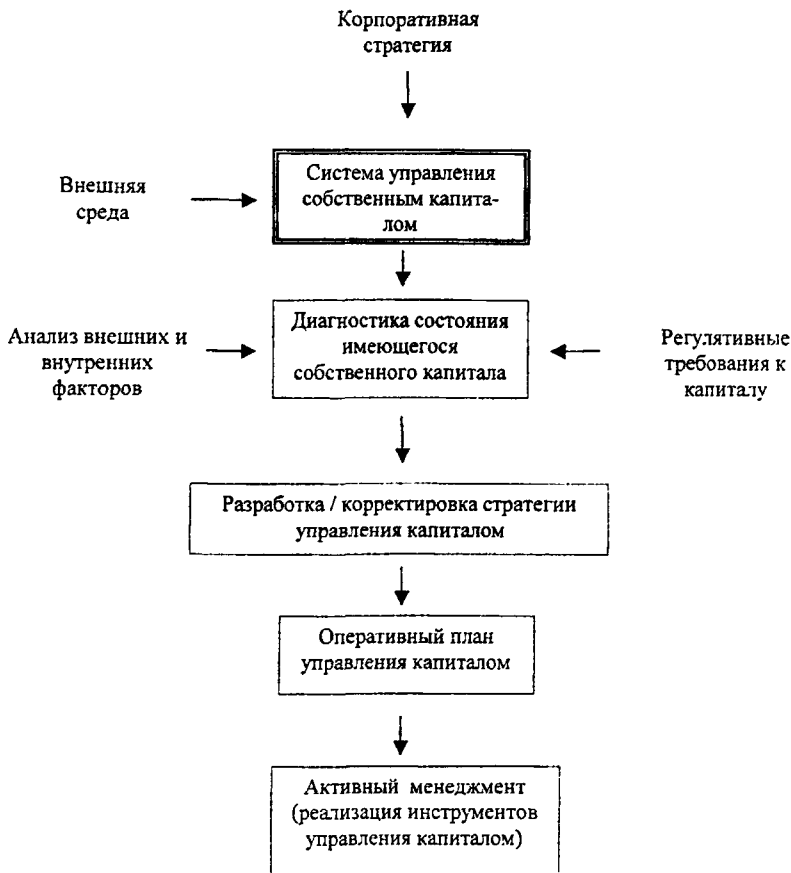 Корпоративная
стратегия
Система управления
собственным капита-
лом
Внешняя
среда
Диагностика состояния
имеющегося
собственного капитала
Анализ внешних и
внутренних
факторов
Регулятивные
требования к
капиталу
Разработка / корректировка стратегии
управления капиталом
Оперативный план
управления капиталом
Активный менеджмент
(реализация инструментов
управления капиталом)